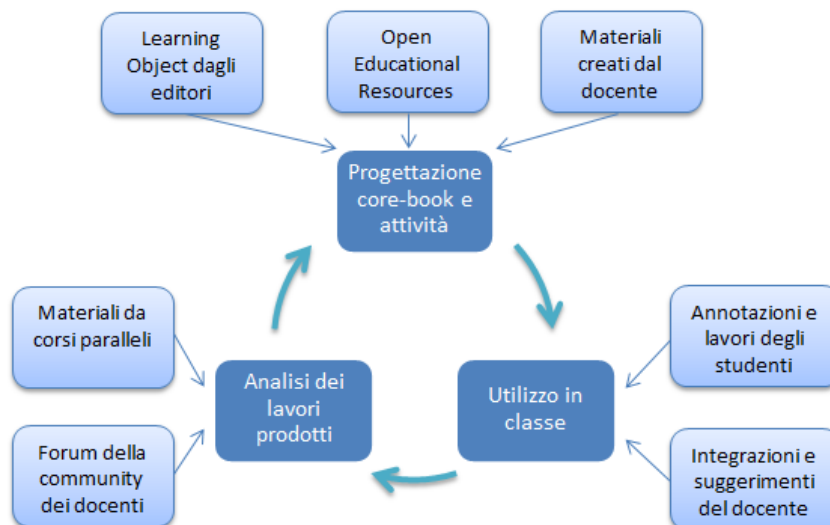 Learning
Object dagli
editori
Open
Educational
Resources
Materiali
creati dal
docente
Progettazione
core-book e
attività
Materiali da
corsi paralleli
Analisi dei
lavori
prodotti
Forum della
community
dei docenti
Utilizzo in
classe
Annotazioni e
lavori degli
studenti
Integrazioni e
suggerimenti
del docente